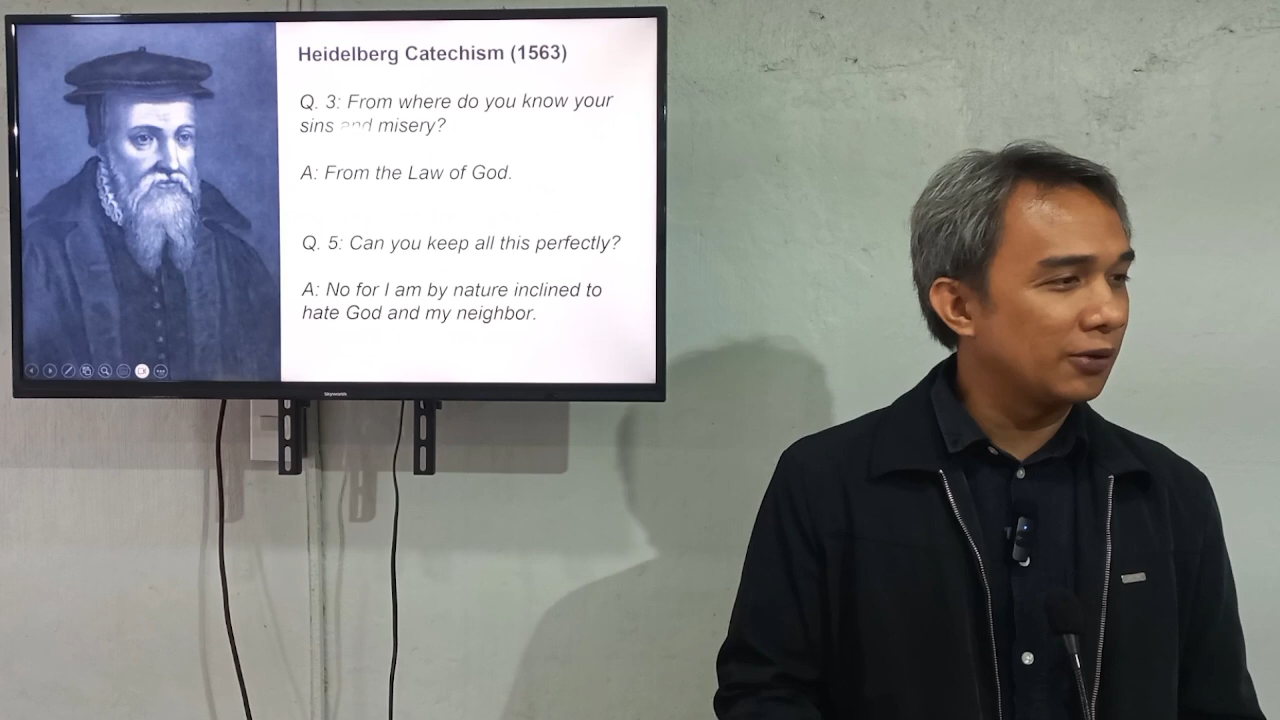 Heidelberg Catechism (1563)
Q. 3: From where do you know your
sins and misery?
A: From the Law of God.
Q. 5: Can you keep all this perfectly?
A: No for I am by nature inclined to
hate God and my neighbor.
Skyworth